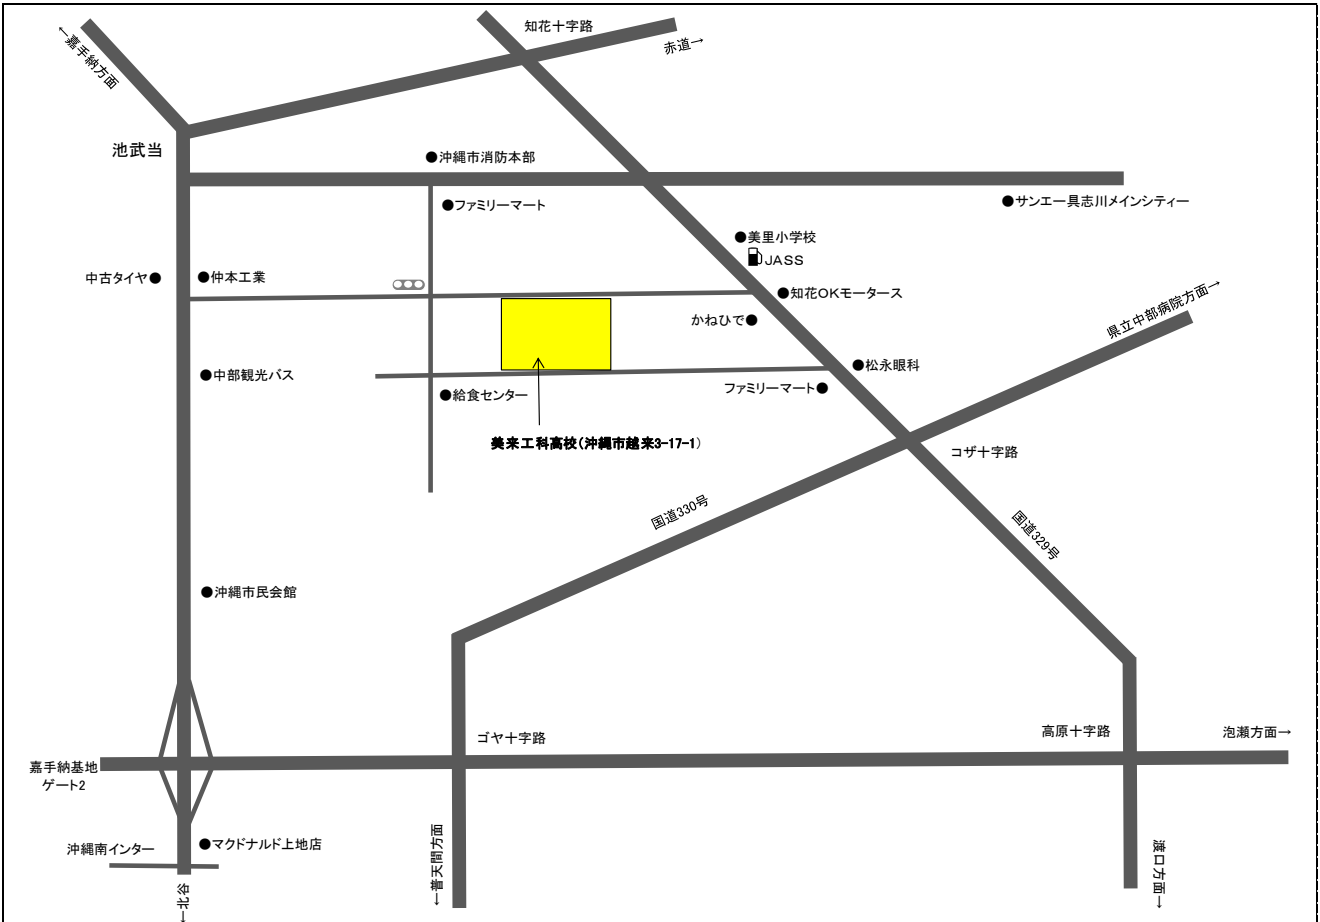 知花十字路
←嘉手納方面
赤道→
池武当
●沖縄市消防本部
●ファミリーマート
●サンエー具志川メインシティー
●美里小学校
JASS
中古タイヤ●
●仲本工業
●知花OKモータース
県立中部病院方面→
かねひで●
●松永眼科
●中部観光バス
ファミリーマート●
●給食センター
美来工科高校(沖縄市越来3-17-1)
コザ十字路
国道330号
国道329号
●沖縄市民会館
ゴヤ十字路
高原十字路
泡瀬方面→
嘉手納基地
ゲート2
●マクドナルド上地店
沖縄南インター
←普天間方面
渡口方面→
←北谷